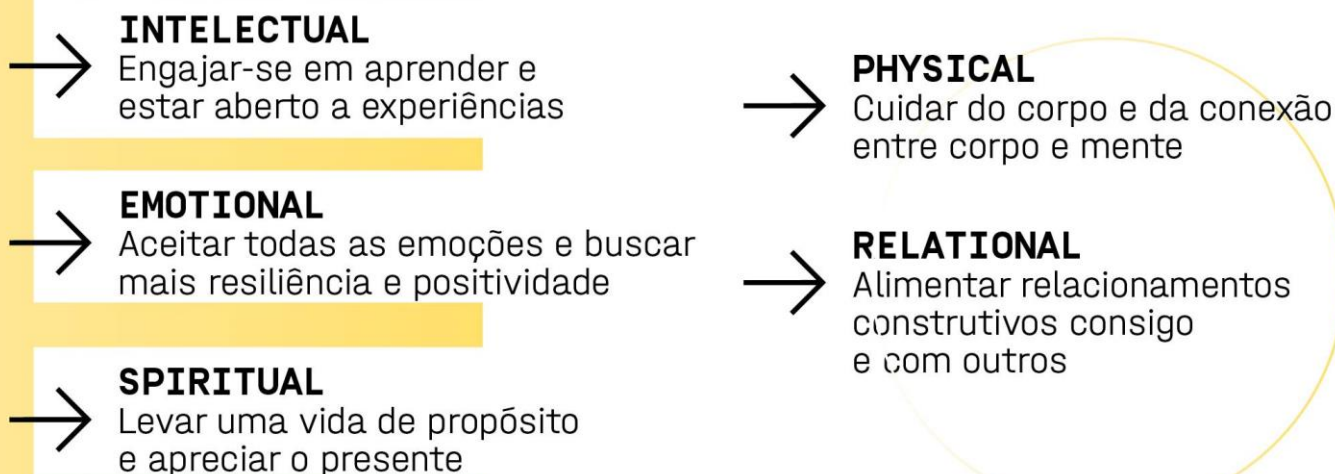 INTELECTUAL
Engajar-se em aprender e
estar aberto a experiências
EMOTIONAL
Aceitar todas as emoções e buscar
mais resiliência e positividade
SPIRITUAL
Levar uma vida de propósito
e apreciar o presente
PHYSICAL
Cuidar do corpo e da conexão
entre corpo e mente
RELATIONAL
Alimentar relacionamentos
construtivos consigo
e com outros